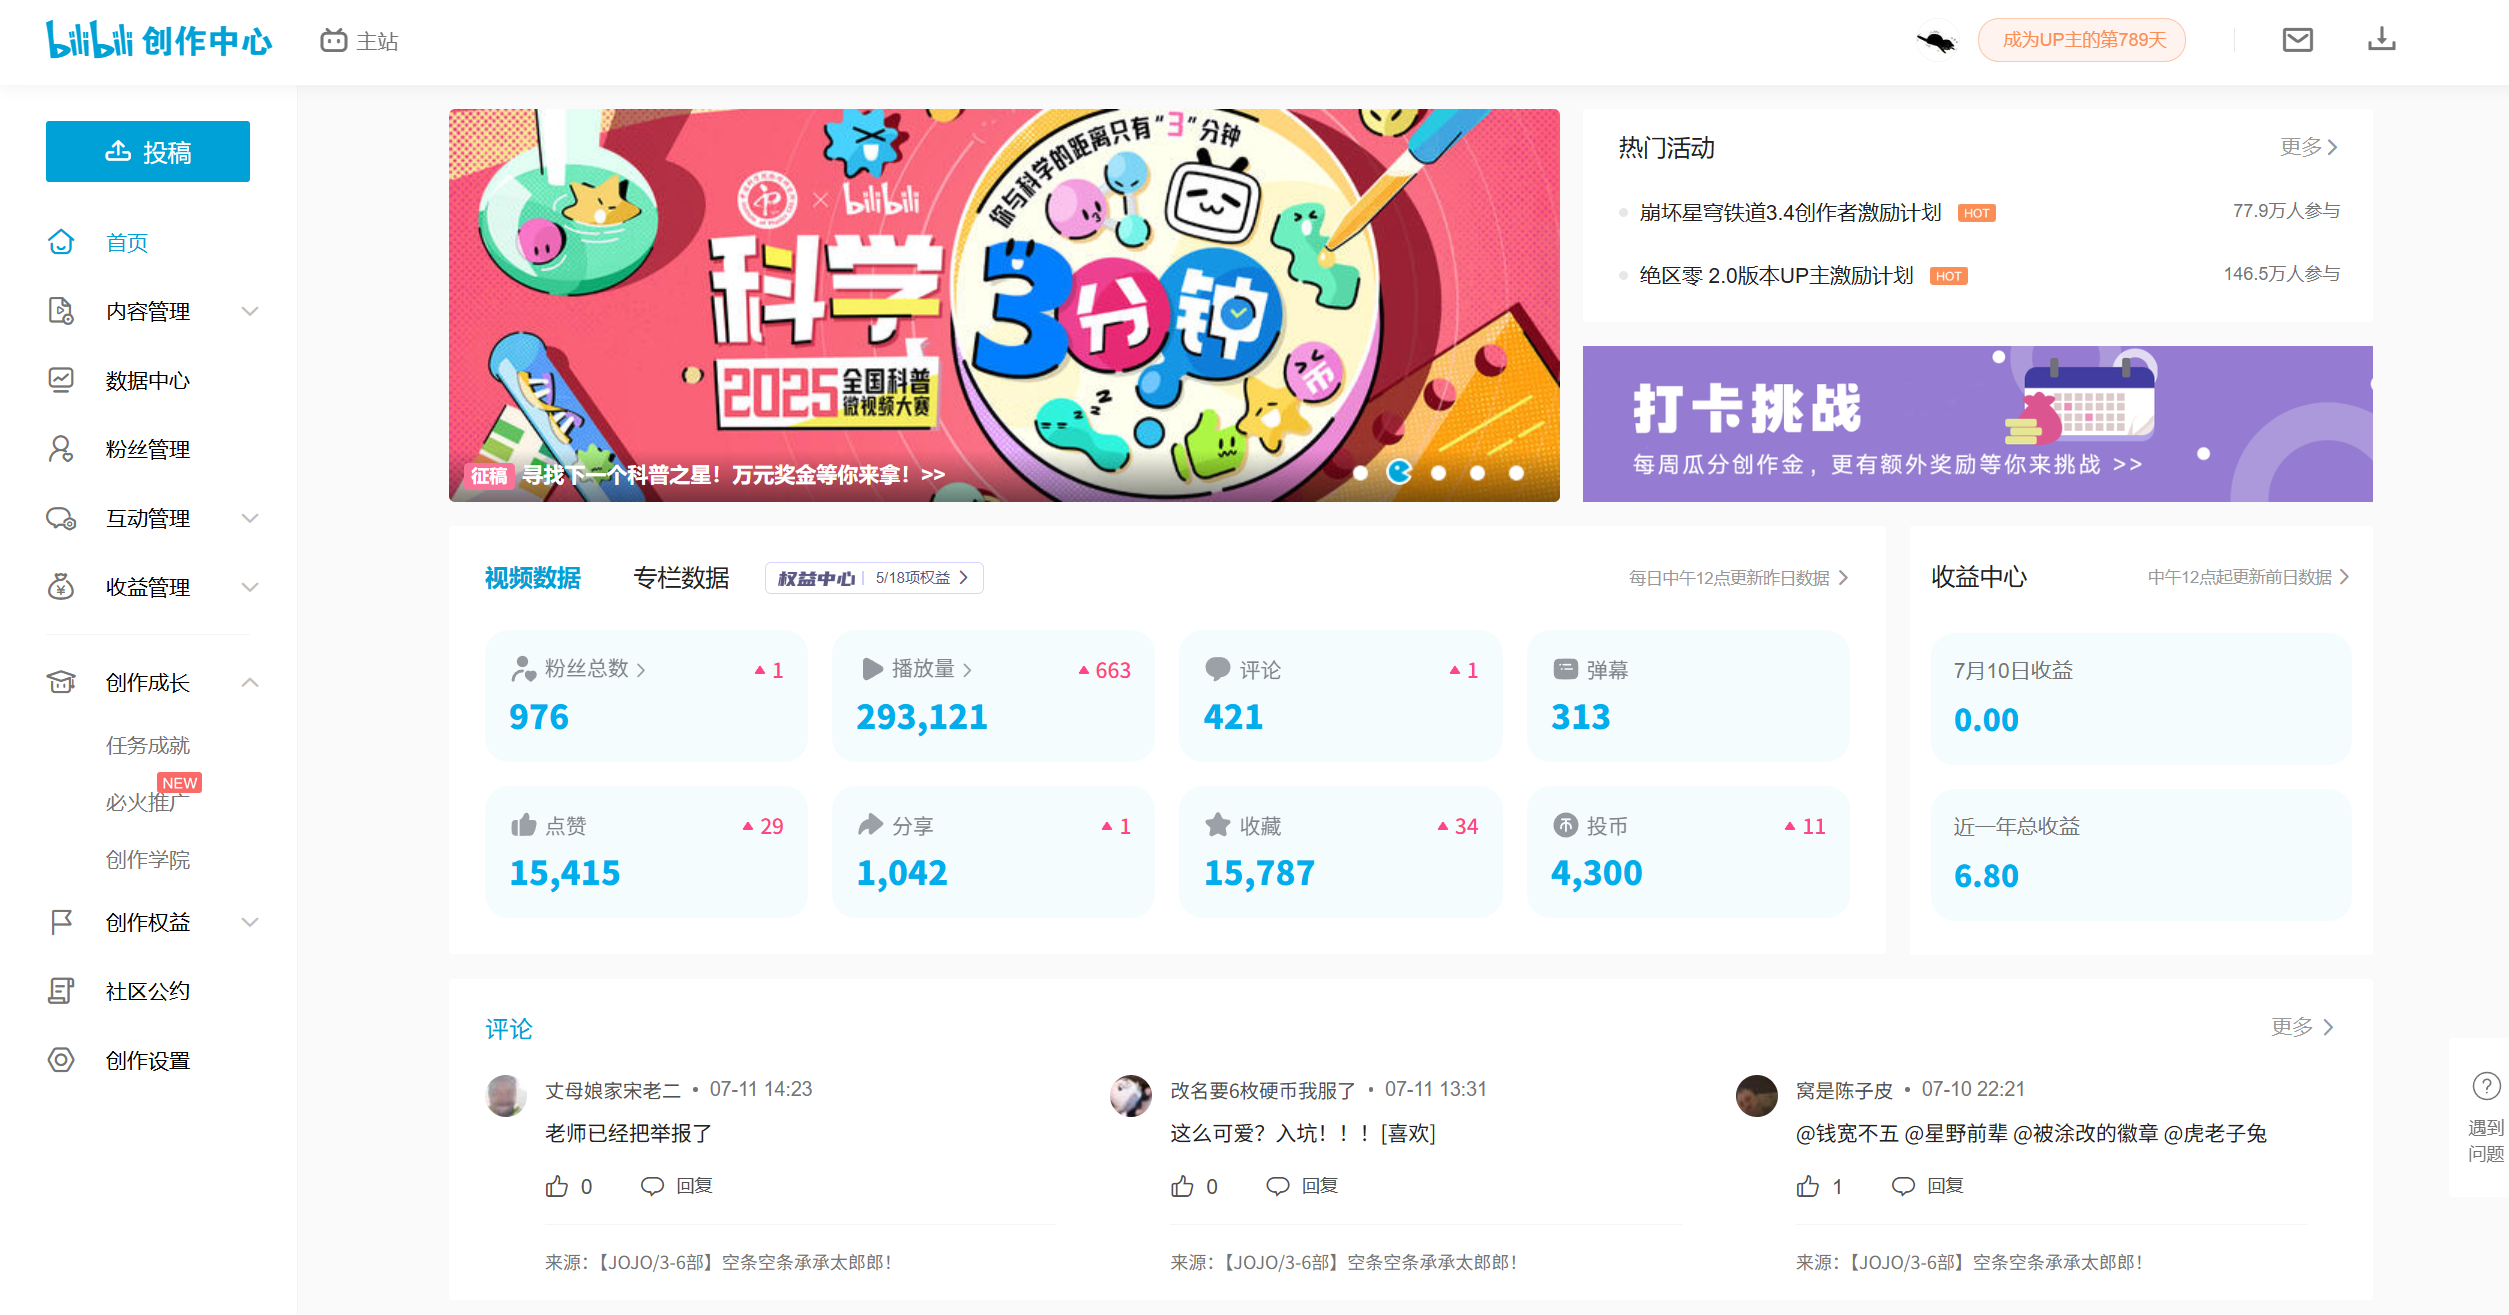 bilibili 创作中心
主站
成为UP主的第789天
投稿
首页
内容管理
数据中心
粉丝管理
互动管理
收益管理
创作成长
任务成就
NEW
必火推广
创作学院
创作权益
社区公约
创作设置
你与科学的距离只有“3”分钟
bilibili
科学
3分钟
2025全国科普微视频大赛
币
征稿 寻找下一个科普之星！万元奖金等你来拿！>>
热门活动
更多
崩坏星穹铁道3.4创作者激励计划 HOT 77.9万人参与
绝区零 2.0版本UP主激励计划 HOT 146.5万人参与
打卡挑战
每周瓜分创作金，更有额外奖励等你来挑战 >>
视频数据 专栏数据 权益中心 5/18项权益
每日中午12点更新昨日数据
粉丝总数 1
976
播放量 663
293,121
评论 1
421
弹幕
313
点赞 29
15,415
分享 1
1,042
收藏 34
15,787
投币 11
4,300
收益中心 中午12点起更新前日数据
7月10日收益
0.00
近一年总收益
6.80
评论
更多
丈母娘家宋老二 • 07-11 14:23
老师已经把举报了
0 回复
来源：【JOJO/3-6部】空条空条承承太郎郎！
改名要6枚硬币我服了 • 07-11 13:31
这么可爱？入坑！！！[喜欢]
0 回复
来源：【JOJO/3-6部】空条空条承承太郎郎！
窝是陈子皮 • 07-10 22:21
@钱宽不五 @星野前辈 @被涂改的徽章 @虎老子兔
1 回复
来源：【JOJO/3-6部】空条空条承承太郎郎！
遇到
问题